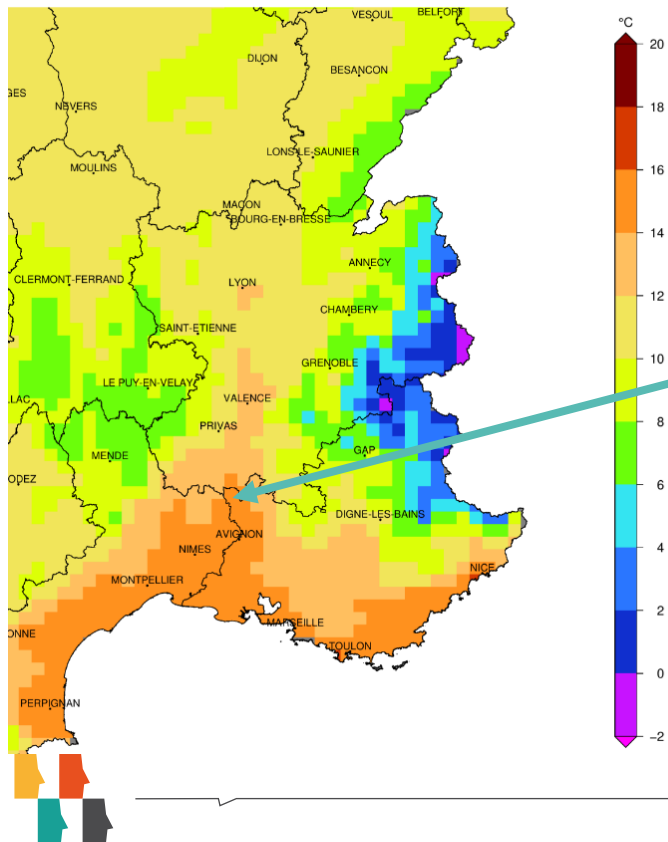 VESOUL
BELFORT
°C
20
DIJON
BESANCON
GES
NEVERS
18
LONS-LE-SAUNIER
MOULINS
16
MACON
BOURG-EN-BRESSE
14
ANNECY
CLERMONT-FERRAND
LYON
12
CHAMBERY
SAINT-ETIENNE
GRENOBLE
10
LE PUY-EN-VELAY
LLAC
VALENCE
8
PRIVAS
GAP
MENDE
ODEZ
6
DIGNE-LES-BAINS
AVIGNON
NIMES
4
NICE
MONTPELLIER
2
MARSEILLE
ONNE
TOULON
0
PERPIGNAN
−2